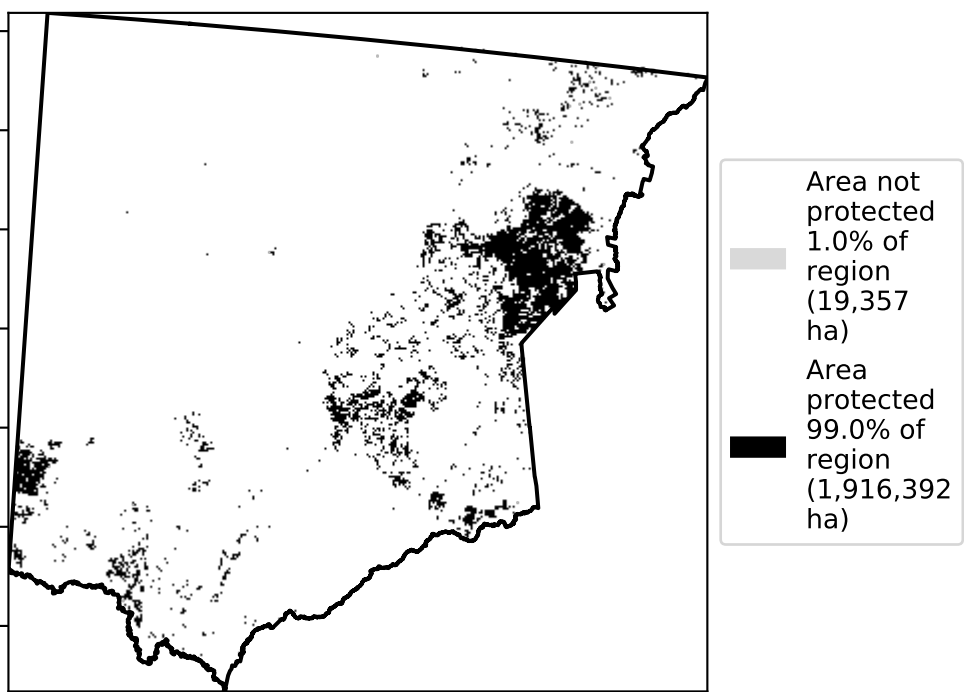 Area not
protected
1.0% of
region
(19,357
ha)
Area
protected
99.0% of
region
(1,916,392
ha)